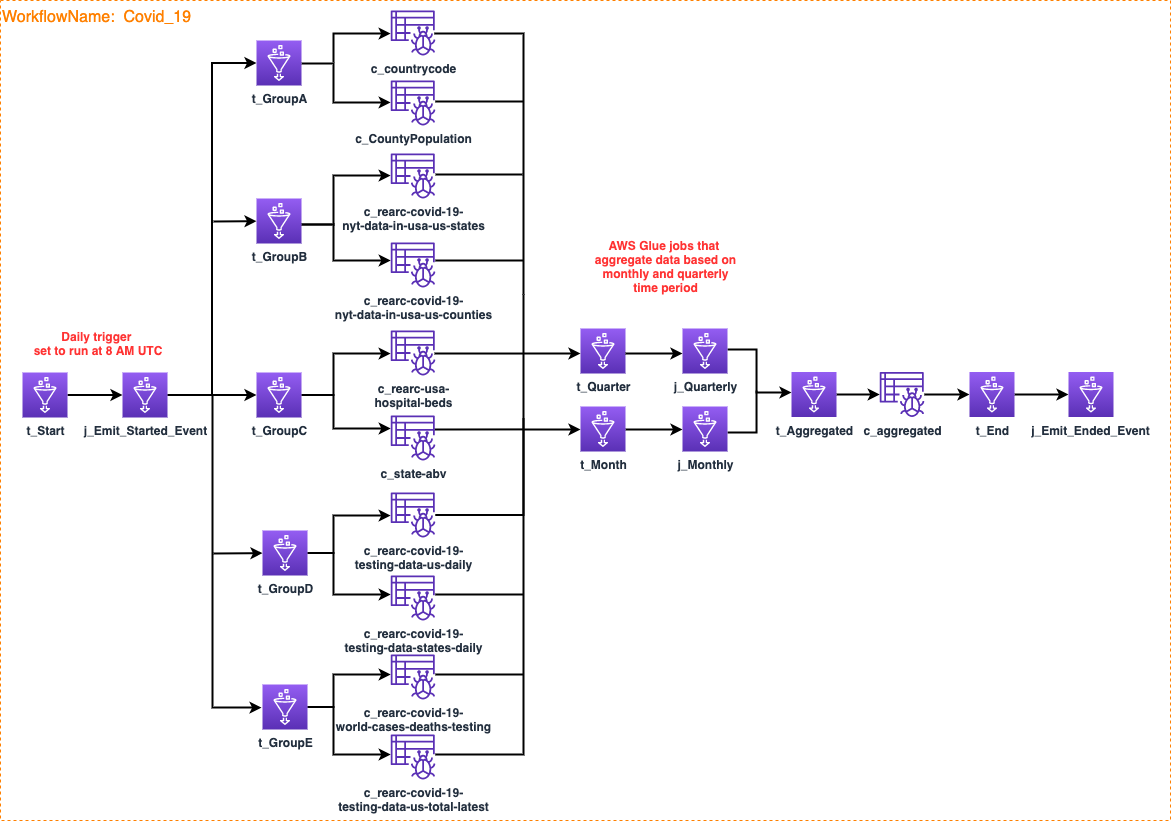 WorkflowName: Covid_19
c_countrycode
t_GroupA
c_CountyPopulation
c_rearc-covid-19-
nyt-data-in-usa-us-states
t_GroupB
c_rearc-covid-19-
nyt-data-in-usa-us-counties
AWS Glue jobs that
aggregate data based on
monthly and quarterly
time period
Daily trigger
set to run at 8 AM UTC
t_Start
j_Emit_Started_Event
t_GroupC
c_rearc-usa-
hospital-beds
c_state-abv
t_Quarter
j_Quarterly
t_Month
j_Monthly
t_Aggregated
c_aggregated
t_End
j_Emit_Ended_Event
c_rearc-covid-19-
testing-data-us-daily
t_GroupD
c_rearc-covid-19-
testing-data-states-daily
c_rearc-covid-19-
world-cases-deaths-testing
t_GroupE
c_rearc-covid-19-
testing-data-us-total-latest